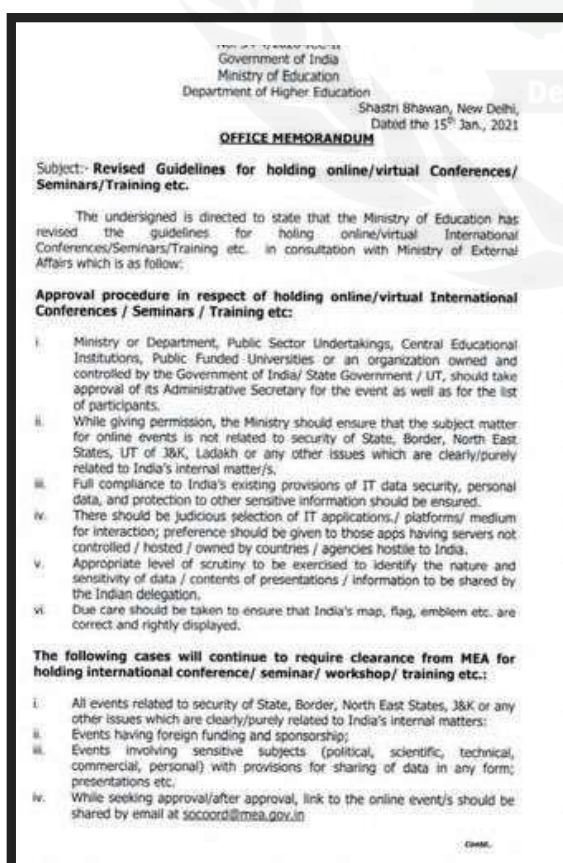 Government of India
Ministry of Education
Department of Higher Education
Shastri Bhawan, New Delhi,
Dated the 15th Jan., 2021
OFFICE MEMORANDUM
Subject:- Revised Guidelines for holding online/virtual Conferences/
Seminars/Training etc.
The undersigned is directed to state that the Ministry of Education has
revised the guidelines for holing online/virtual International
Conferences/Seminars/Training etc. in consultation with Ministry of External
Affairs which is as follow:
Approval procedure in respect of holding online/virtual International
Conferences / Seminars / Training etc:
i. Ministry or Department, Public Sector Undertakings, Central Educational
Institutions, Public Funded Universities or an organization owned and
controlled by the Government of India/ State Government / UT, should take
approval of its Administrative Secretary for the event as well as for the list
of participants.
ii. While giving permission, the Ministry should ensure that the subject matter
for online events is not related to security of State, Border, North East
States, UT of J&K, Ladakh or any other issues which are clearly/purely
related to India's internal matter/s.
iii. Full compliance to India's existing provisions of IT data security, personal
data, and protection to other sensitive information should be ensured.
iv. There should be judicious selection of IT applications./ platforms/ medium
for interaction; preference should be given to those apps having servers not
controlled / hosted / owned by countries / agencies hostile to India.
v. Appropriate level of scrutiny to be exercised to identify the nature and
sensitivity of data / contents of presentations / information to be shared by
the Indian delegation.
vi. Due care should be taken to ensure that India's map, flag, emblem etc. are
correct and rightly displayed.
The following cases will continue to require clearance from MEA for
holding international conference/ seminar/ workshop/ training etc.:
i. All events related to security of State, Border, North East States, J&K or any
other issues which are clearly/purely related to India's internal matters:
ii. Events having foreign funding and sponsorship;
iii. Events involving sensitive subjects (political, scientific, technical,
commercial, personal) with provisions for sharing of data in any form;
presentations etc.
iv. While seeking approval/after approval, link to the online event/s should be
shared by email at socoord@mea.gov.in
Contd..
De